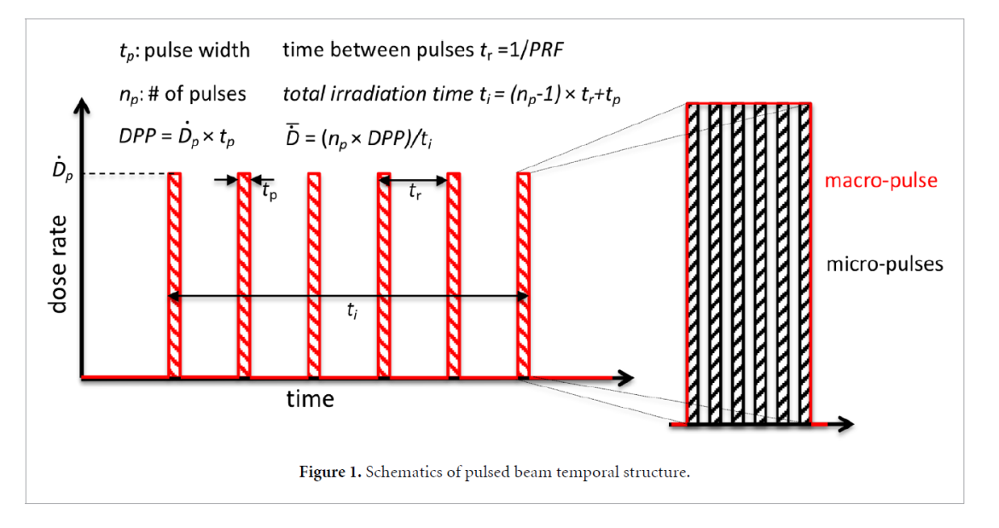 tp: pulse width time between pulses tr =1/PRF
np: # of pulses total irradiation time ti = (np-1) × tr+tp
DPP = Ḋp × tp D̄̇ = (np × DPP)/ti
Ḋp
tp
tr
macro-pulse
micro-pulses
dose rate
ti
time
Figure 1. Schematics of pulsed beam temporal structure.